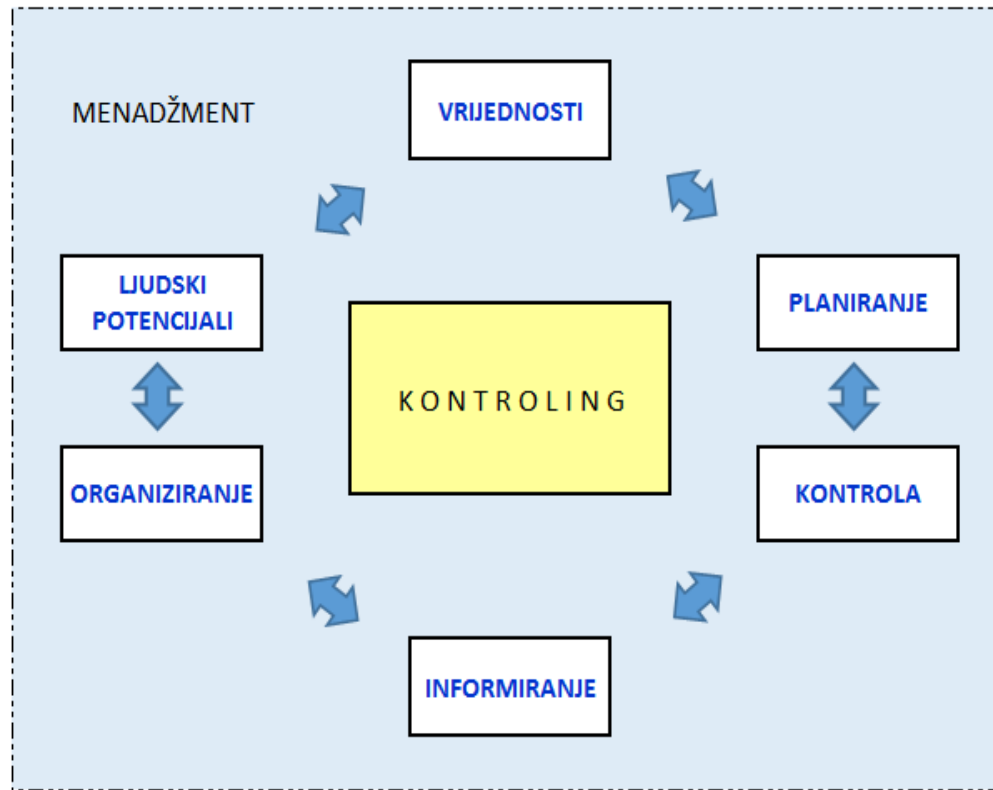 MENADŽMENT
VRIJEDNOSTI
LJUDSKI
POTENCIJALI
PLANIRANJE
KONTROLING
ORGANIZIRANJE
KONTROLA
INFORMIRANJE